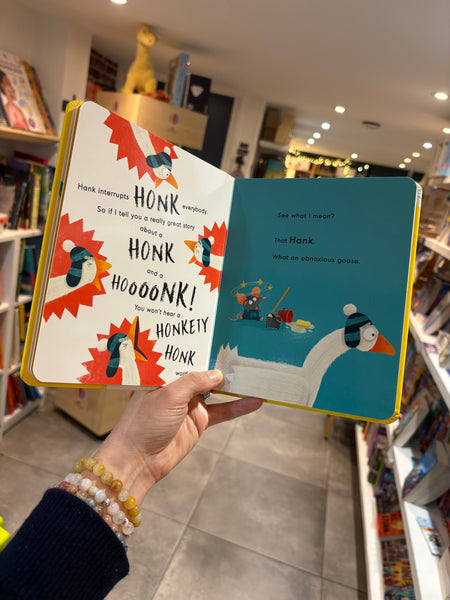 Hank interrupts HONK everybody.
So if I tell you a really great story
about a
HONK
and a
HOOOONK!
You won't hear a
HONKETY
HONK
word
See what I mean?
That Hank.
What an obnoxious goose.